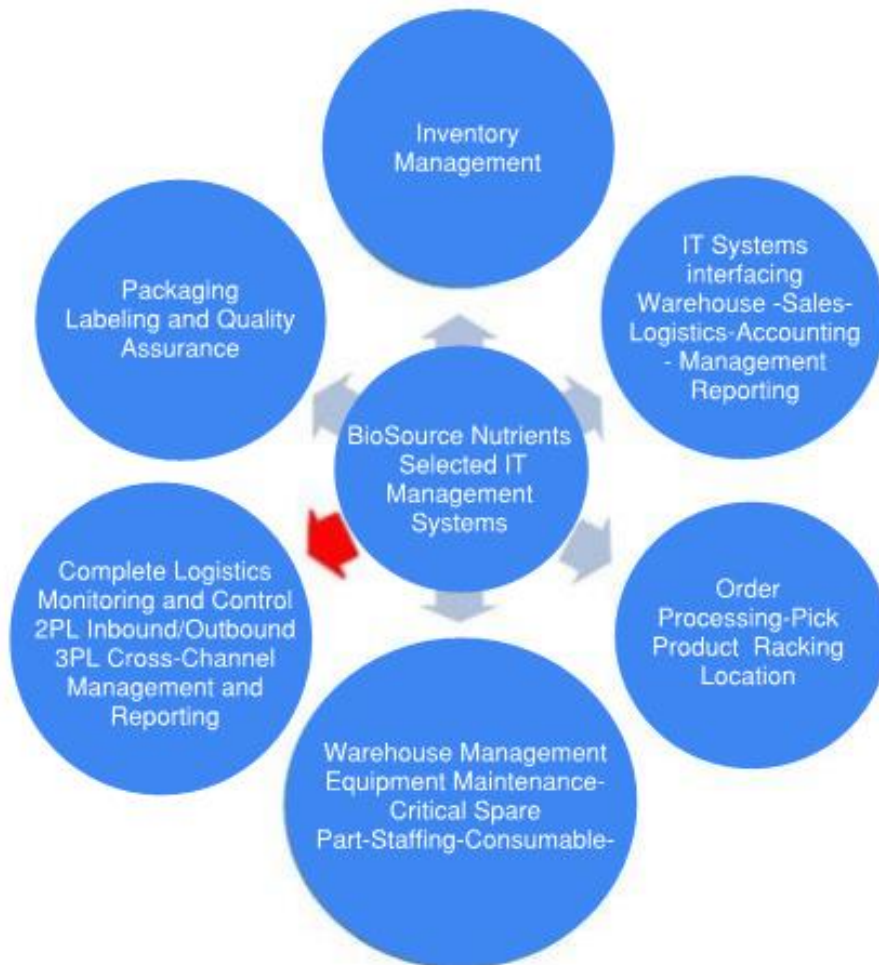 Inventory
Management
IT Systems
interfacing
Warehouse -Sales-
Logistics-Accounting
- Management
Reporting
Packaging
Labeling and Quality
Assurance
BioSource Nutrients
Selected IT
Management
Systems
Order
Processing-Pick
Product Racking
Location
Complete Logistics
Monitoring and Control
2PL Inbound/Outbound
3PL Cross-Channel
Management and
Reporting
Warehouse Management
Equipment Maintenance-
Critical Spare
Part-Staffing-Consumable-